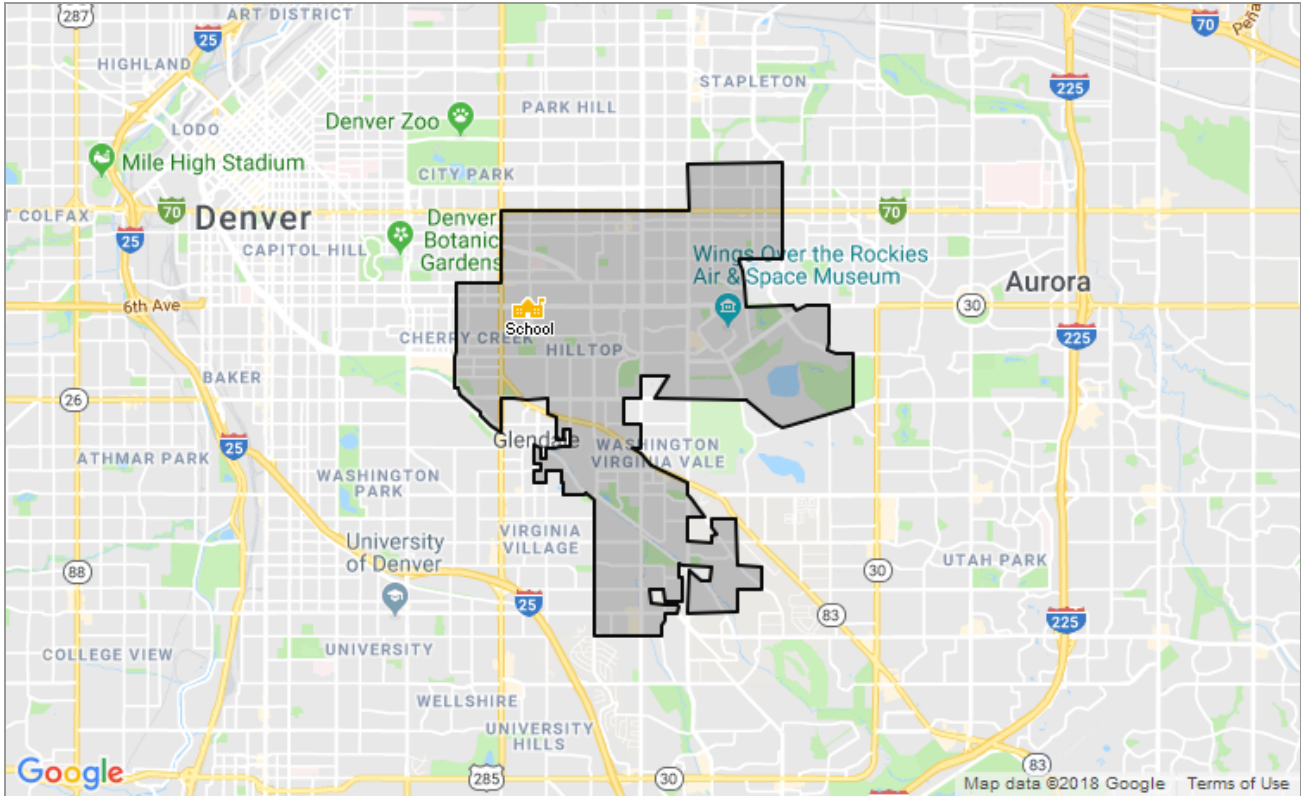 287
ART DISTRICT
25
70
Peña
HIGHLAND
STAPLETON
225
PARK HILL
Denver Zoo
LODO
Mile High Stadium
CITY PARK
T COLFAX
70
Denver
Denver
Botanic
Gardens
70
25
CAPITOL HILL
Wings Over the Rockies
Air & Space Museum
Aurora
6th Ave
30
School
CHERRY CREEK
HILLTOP
225
BAKER
26
Glendale
WASHINGTON
VIRGINIA VALE
25
ATHMAR PARK
WASHINGTON
PARK
VIRGINIA
VILLAGE
University
of Denver
UTAH PARK
88
30
25
83
225
COLLEGE VIEW
UNIVERSITY
WELLSHIRE
UNIVERSITY
HILLS
Google
285
30
83
Map data ©2018 Google
Terms of Use